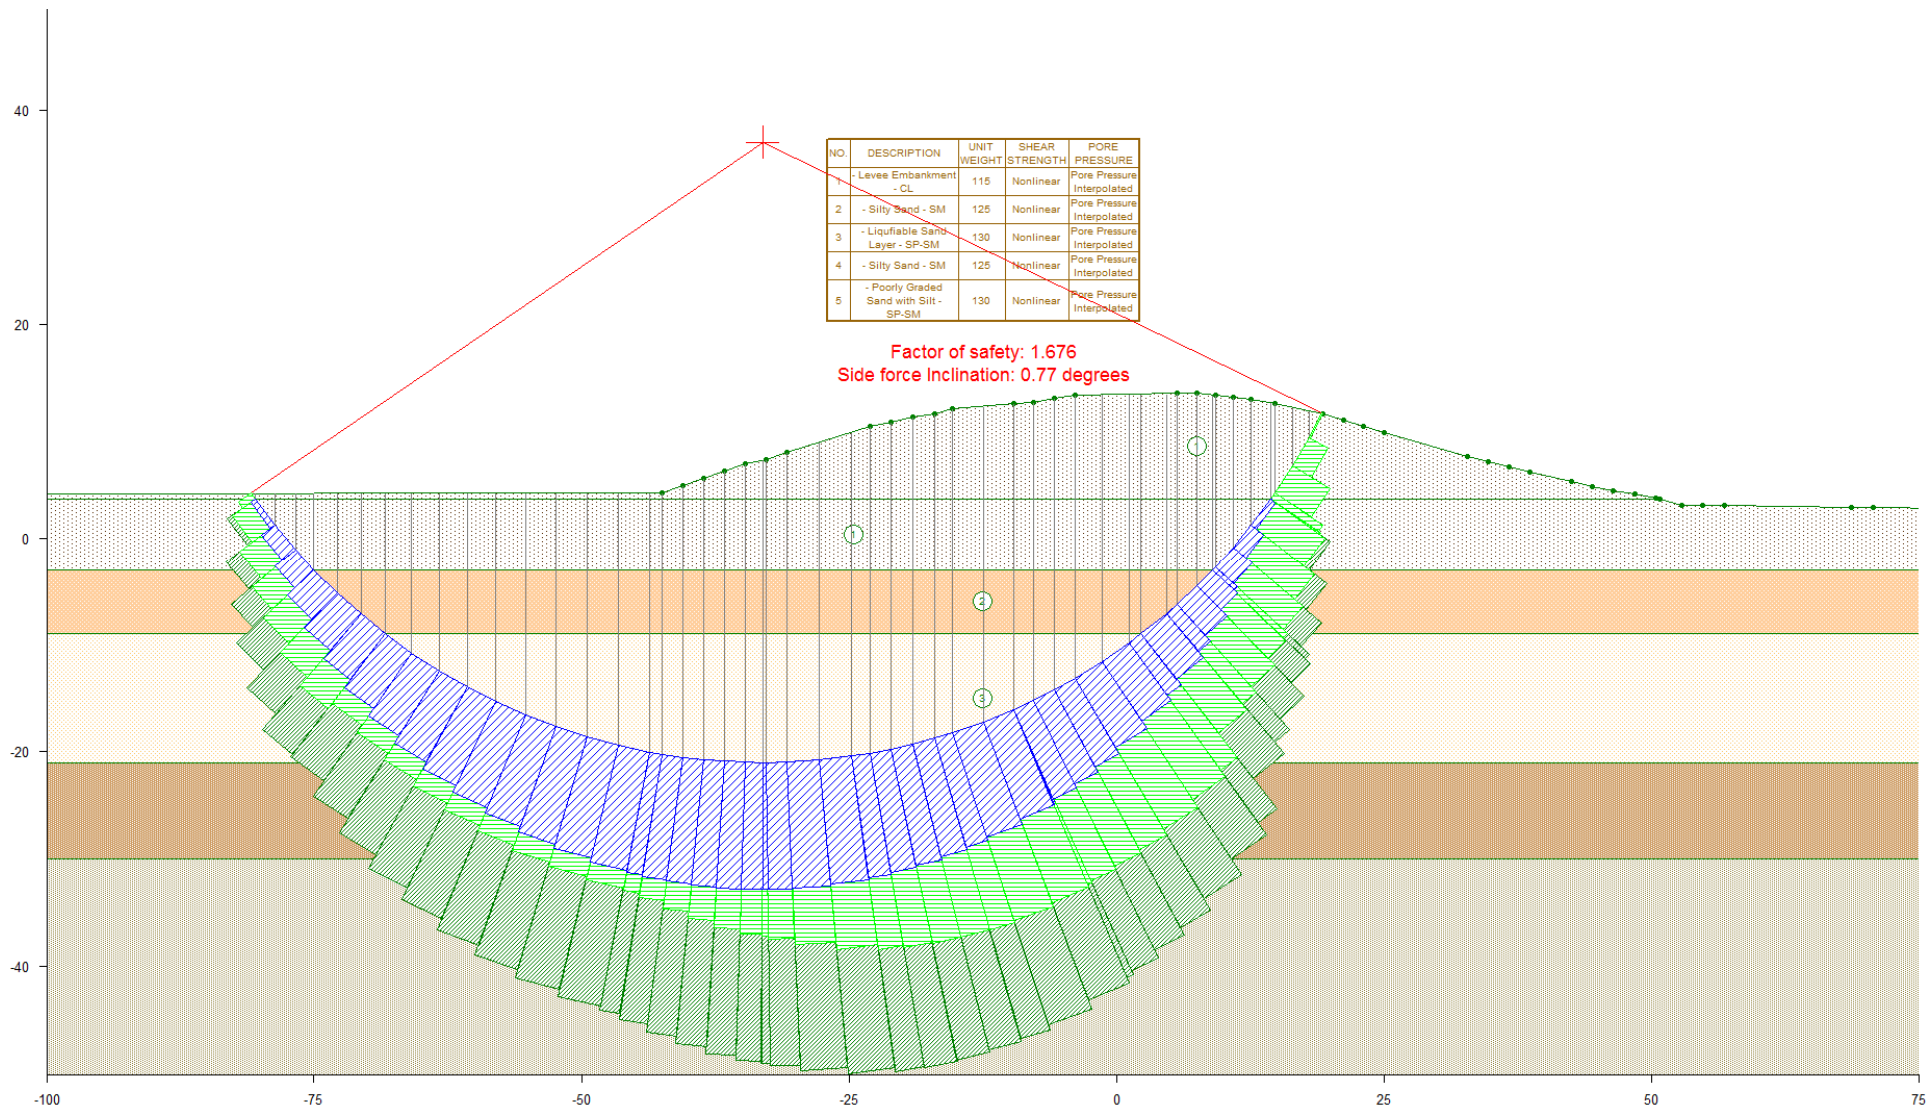 40
20
0
-20
-40
-100
-75
-50
-25
0
25
50
75
NO.
DESCRIPTION
UNIT
WEIGHT
SHEAR
STRENGTH
PORE
PRESSURE
1
- Levee Embankment
- CL
115
Nonlinear
Pore Pressure
Interpolated
2
- Silty Sand - SM
125
Nonlinear
Pore Pressure
Interpolated
3
- Liqufiable Sand
Layer - SP-SM
130
Nonlinear
Pore Pressure
Interpolated
4
- Silty Sand - SM
125
Nonlinear
Pore Pressure
Interpolated
5
- Poorly Graded
Sand with Silt -
SP-SM
130
Nonlinear
Pore Pressure
Interpolated
Factor of safety: 1.676
Side force Inclination: 0.77 degrees
1
1
2
3